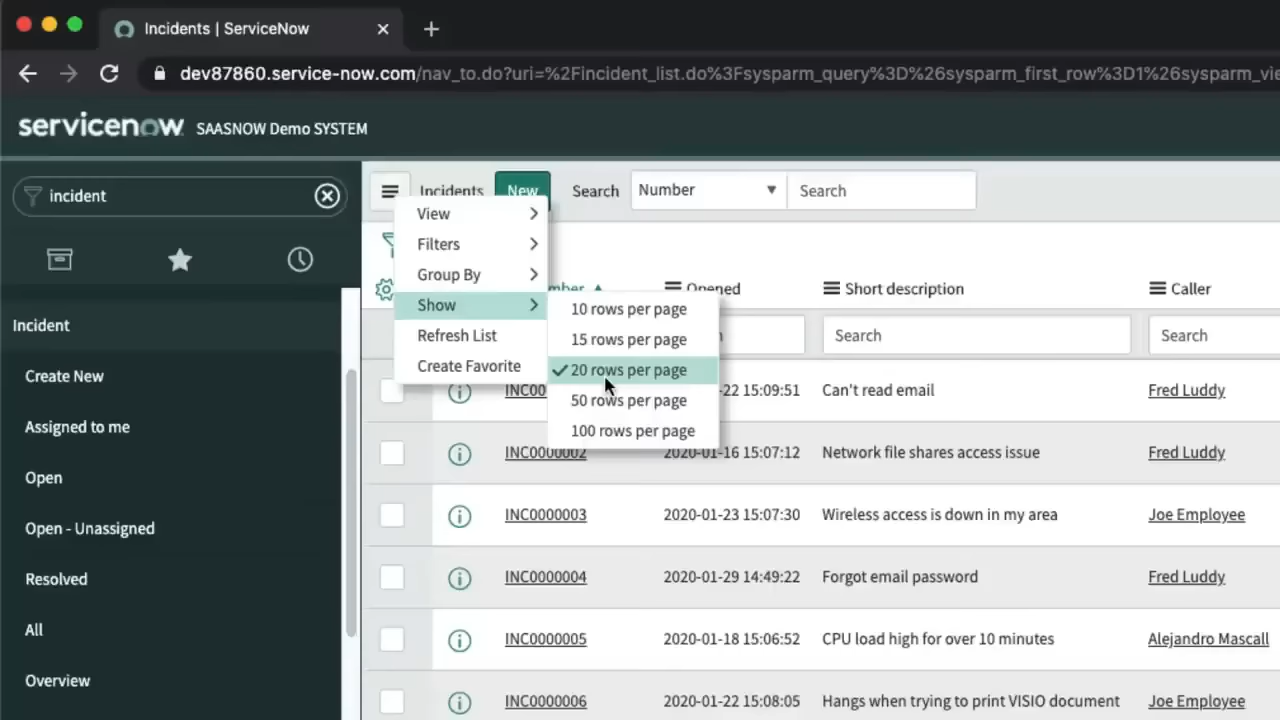 Incidents | ServiceNow
dev87860.service-now.com/nav_to.do?uri=%2Fincident_list.do%3Fsysparm_query%3D%26sysparm_first_row%3D1%26sysparm_vie
servicenow SAASNOW Demo SYSTEM
incident
Incident
Create New
Assigned to me
Open
Open - Unassigned
Resolved
All
Overview
Incidents New Search Number Search
View
Filters
Group By
Show
Refresh List
Create Favorite
10 rows per page
15 rows per page
20 rows per page
50 rows per page
100 rows per page
mber Opened Short description Caller
Search Search
INC00 22 15:09:51 Can't read email Fred Luddy
INC0000002 2020-01-16 15:07:12 Network file shares access issue Fred Luddy
INC0000003 2020-01-23 15:07:30 Wireless access is down in my area Joe Employee
INC0000004 2020-01-29 14:49:22 Forgot email password Fred Luddy
INC0000005 2020-01-18 15:06:52 CPU load high for over 10 minutes Alejandro Mascall
INC0000006 2020-01-22 15:08:05 Hangs when trying to print VISIO document Joe Employee